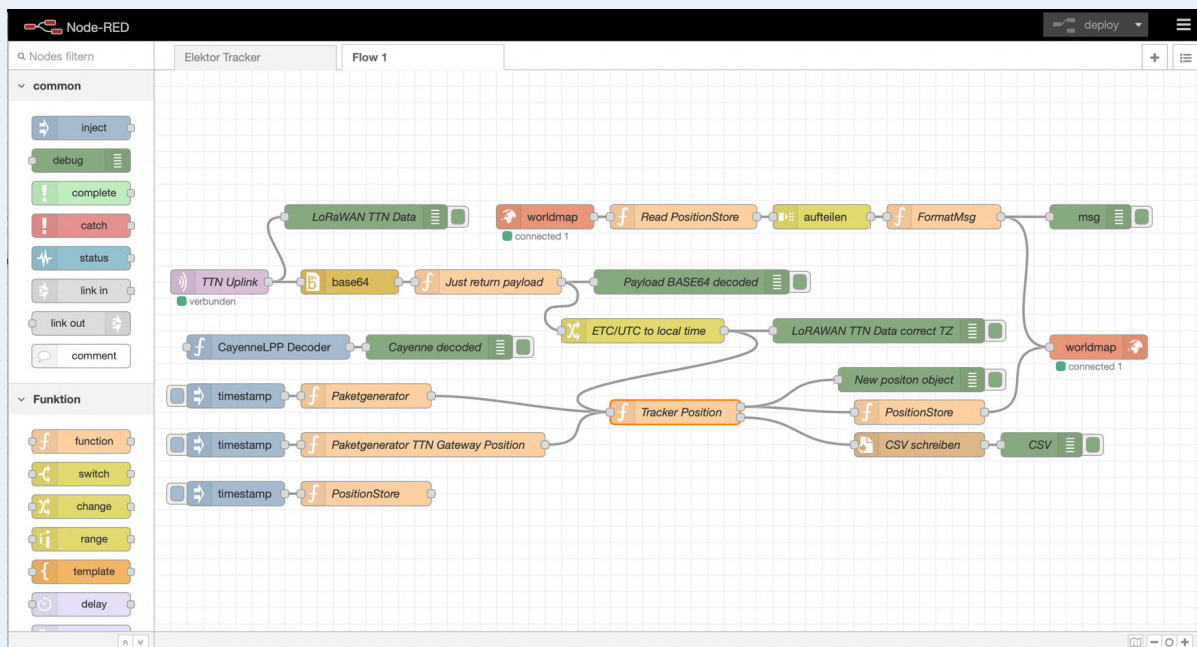 Node-RED
deploy
Nodes filtern
Elektor Tracker
Flow 1
common
inject
debug
complete
catch
status
link in
link out
comment
Funktion
function
switch
change
range
template
delay
LoRaWAN TTN Data
worldmap
connected 1
Read PositionStore
aufteilen
FormatMsg
msg
TTN Uplink
verbunden
base64
Just return payload
Payload BASE64 decoded
ETC/UTC to local time
LoRAWAN TTN Data correct TZ
CayenneLPP Decoder
Cayenne decoded
worldmap
connected 1
New positon object
timestamp
Paketgenerator
Tracker Position
PositionStore
timestamp
Paketgenerator TTN Gateway Position
CSV schreiben
CSV
timestamp
PositionStore